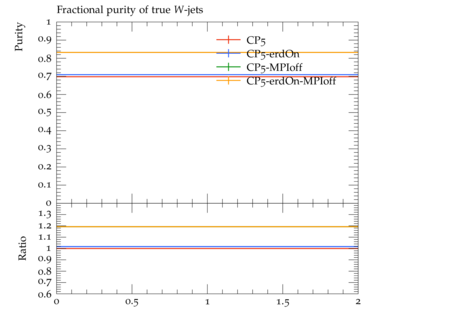 Fractional purity of true W-jets
Purity
1
0.9
0.8
0.7
0.6
0.5
0.4
0.3
0.2
0.1
0
CP5
CP5-erdOn
CP5-MPIoff
CP5-erdOn-MPIoff
Ratio
1.3
1.2
1.1
1
0.9
0.8
0.7
0.6
0 0.5 1 1.5 2